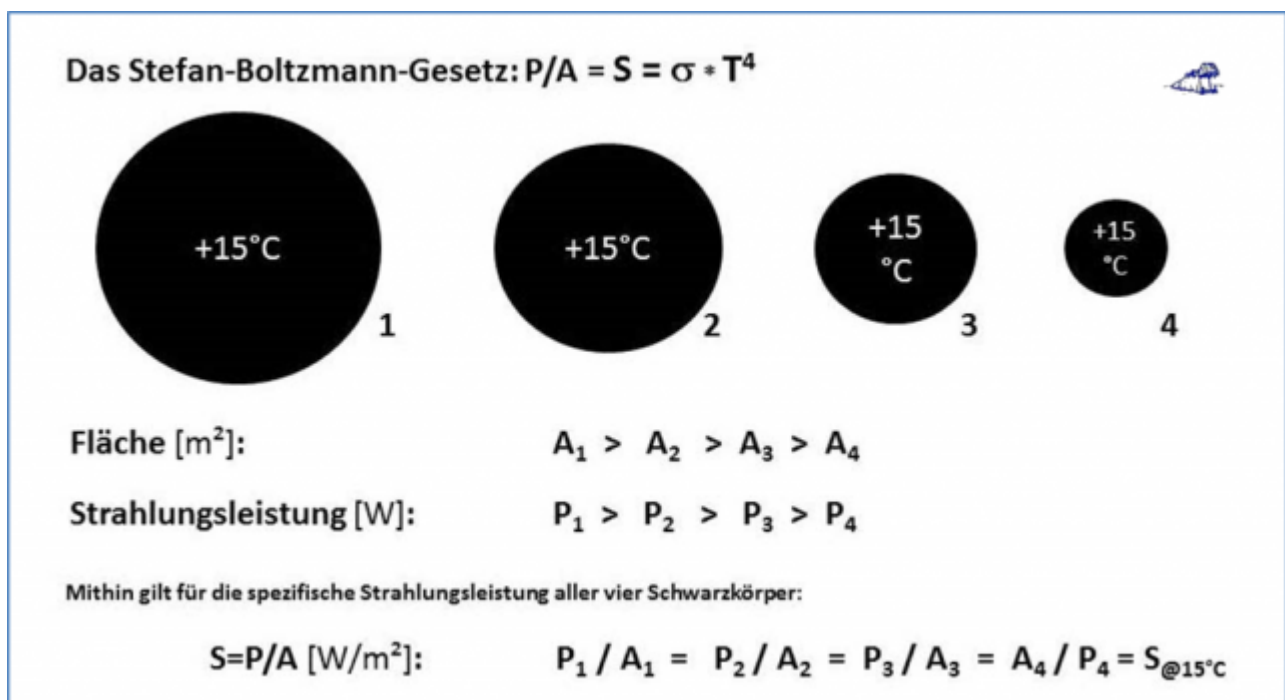 Das Stefan-Boltzmann-Gesetz: P/A = S = σ * T⁴
+15°C
1
+15°C
2
+15
°C
3
+15
°C
4
Fläche [m²]: A₁ > A₂ > A₃ > A₄
Strahlungsleistung [W]: P₁ > P₂ > P₃ > P₄
Mithin gilt für die spezifische Strahlungsleistung aller vier Schwarzkörper:
S=P/A [W/m²]: P₁ / A₁ = P₂ / A₂ = P₃ / A₃ = A₄ / P₄ = S@15°C